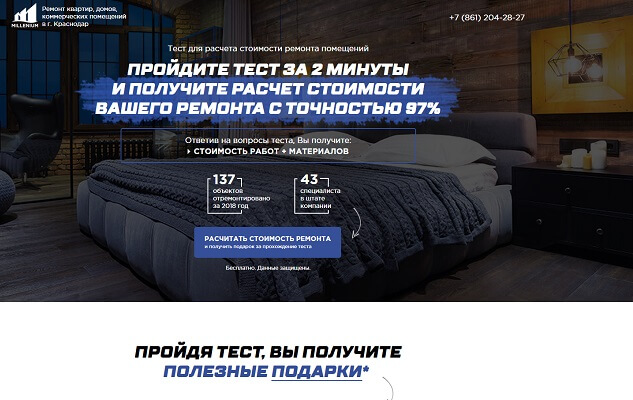 MILLENIUM
Ремонт квартир, домов,
коммерческих помещений
в г. Краснодар
+7 (861) 204-28-27
Тест для расчета стоимости ремонта помещений
ПРОЙДИТЕ ТЕСТ ЗА 2 МИНУТЫ
И ПОЛУЧИТЕ РАСЧЕТ СТОИМОСТИ
ВАШЕГО РЕМОНТА С ТОЧНОСТЬЮ 97%
Ответив на вопросы теста, Вы получите:
СТОИМОСТЬ РАБОТ + МАТЕРИАЛОВ
137
объектов
отремонтировано
за 2018 год
43
специалиста
в штате
компании
РАСЧИТАТЬ СТОИМОСТЬ РЕМОНТА
и получить подарок за прохождение теста
Бесплатно. Данные защищены.
ПРОЙДЯ ТЕСТ, ВЫ ПОЛУЧИТЕ
ПОЛЕЗНЫЕ ПОДАРКИ*